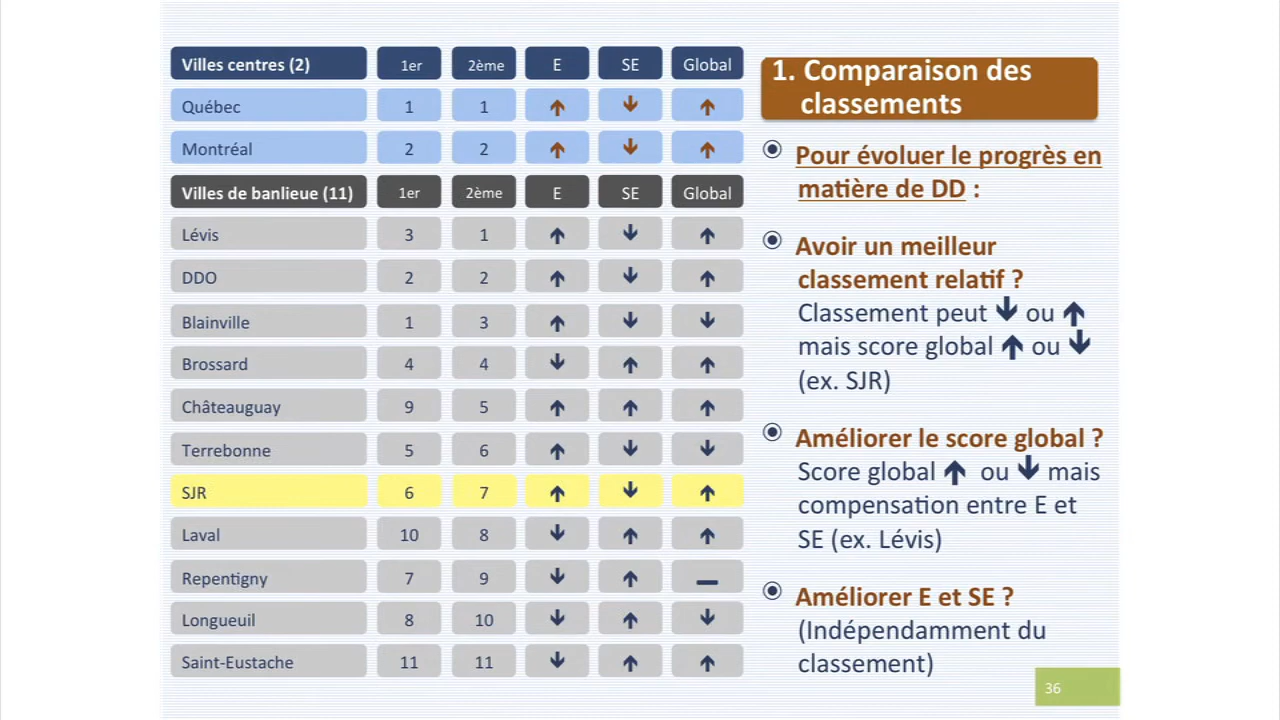 Villes centres (2) 1er 2ème E SE Global
Québec 1 1 ↑ ↓ ↑
Montréal 2 2 ↑ ↓ ↑
Villes de banlieue (11) 1er 2ème E SE Global
Lévis 3 1 ↑ ↓ ↑
DDO 2 2 ↑ ↓ ↑
Blainville 1 3 ↑ ↓ ↓
Brossard 4 4 ↓ ↑ ↑
Châteauguay 9 5 ↑ ↑ ↑
Terrebonne 5 6 ↑ ↓ ↓
SJR 6 7 ↑ ↓ ↑
Laval 10 8 ↓ ↑ ↑
Repentigny 7 9 ↓ ↑ –
Longueuil 8 10 ↓ ↑ ↓
Saint-Eustache 11 11 ↓ ↑ ↑
1. Comparaison des
classements
Pour évoluer le progrès en
matière de DD :
Avoir un meilleur
classement relatif ?
Classement peut ↓ ou ↑
mais score global ↑ ou ↓
(ex. SJR)
Améliorer le score global ?
Score global ↑ ou ↓ mais
compensation entre E et
SE (ex. Lévis)
Améliorer E et SE ?
(Indépendamment du
classement)
36